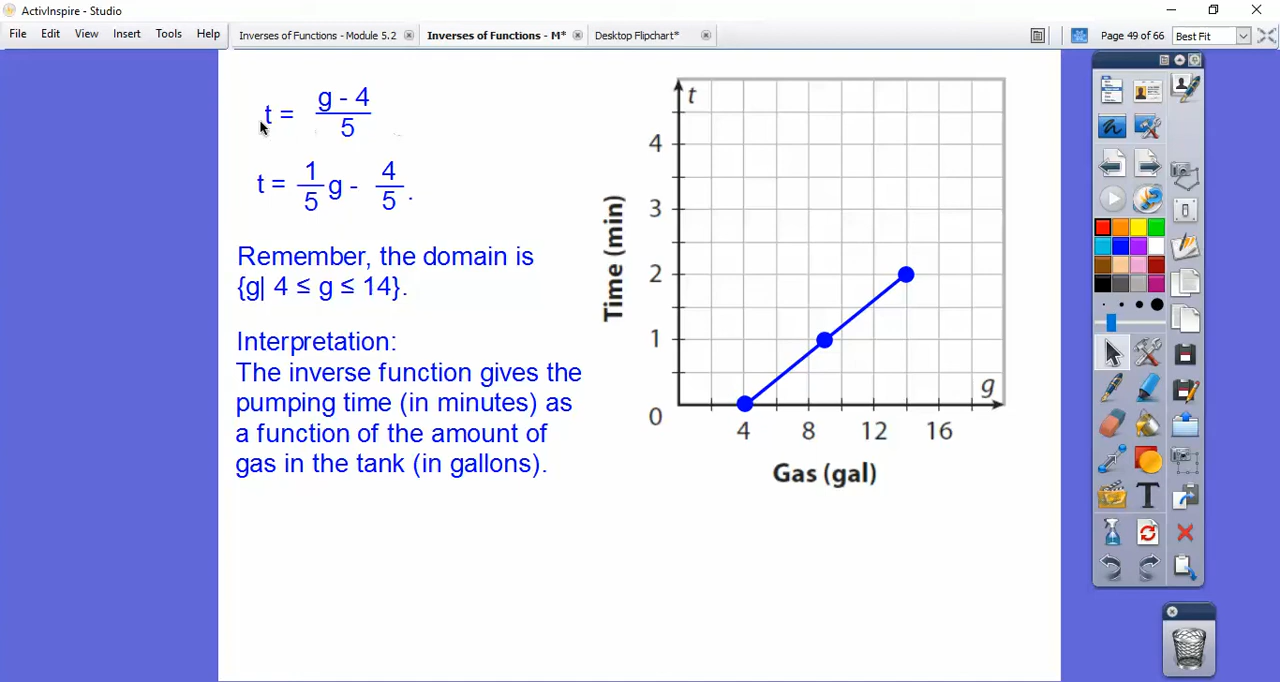 ActivInspire - Studio
File Edit View Insert Tools Help
Inverses of Functions - Module 5.2
Inverses of Functions - M*
Desktop Flipchart*
Page 49 of 66
Best Fit
t = g - 4
5
t = 1/5 g - 4/5 .
Remember, the domain is
{g| 4 ≤ g ≤ 14}.
Interpretation:
The inverse function gives the
pumping time (in minutes) as
a function of the amount of
gas in the tank (in gallons).
t
4
3
2
1
0
Time (min)
g
4 8 12 16
Gas (gal)